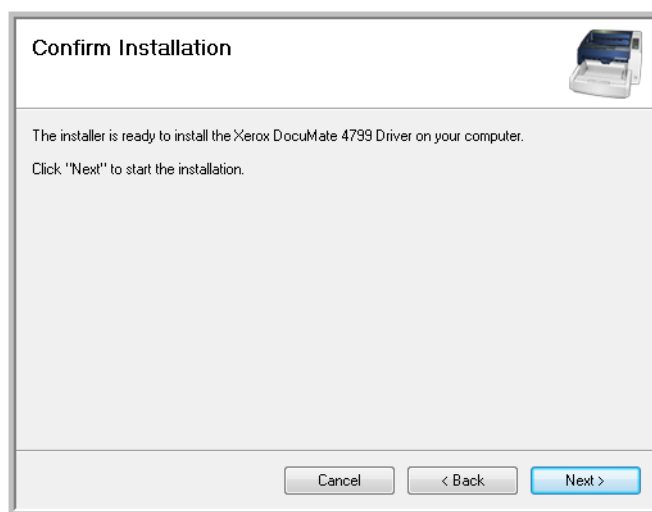 Confirm Installation
The installer is ready to install the Xerox DocuMate 4799 Driver on your computer.
Click "Next" to start the installation.
Cancel
< Back
Next >